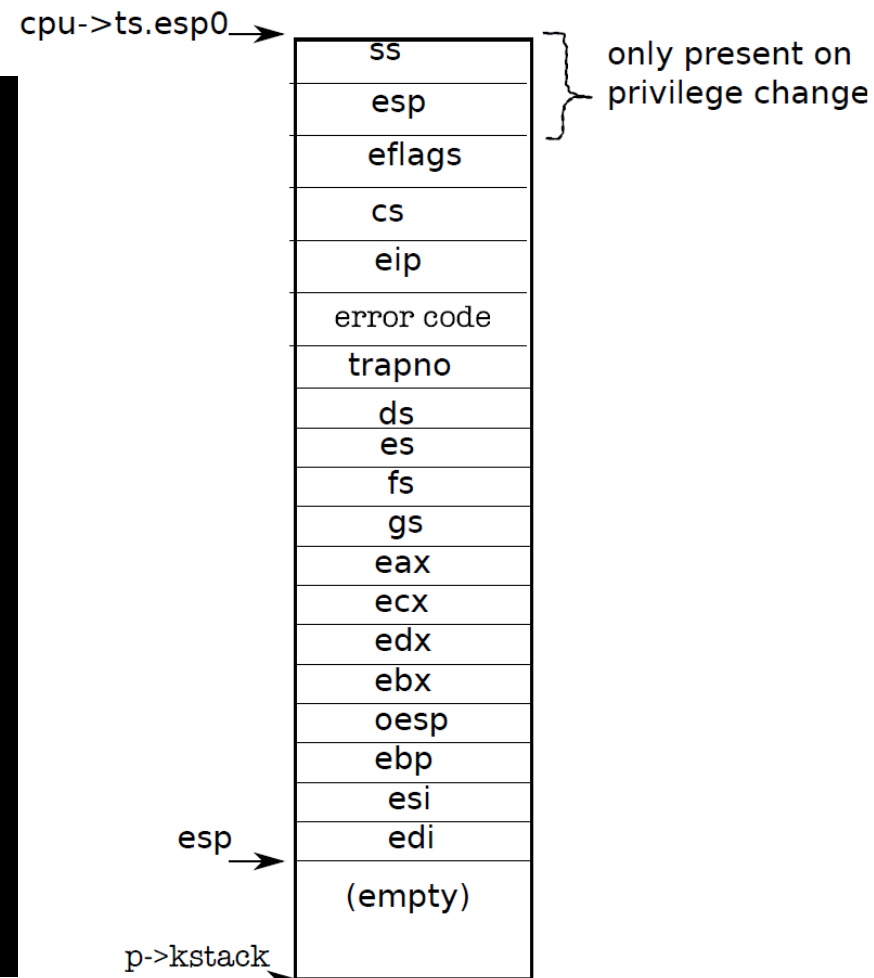 cpu->ts.esp0
ss
only present on
privilege change
esp
eflags
cs
eip
error code
trapno
ds
es
fs
gs
eax
ecx
edx
ebx
oesp
ebp
esi
esp
edi
(empty)
p->kstack